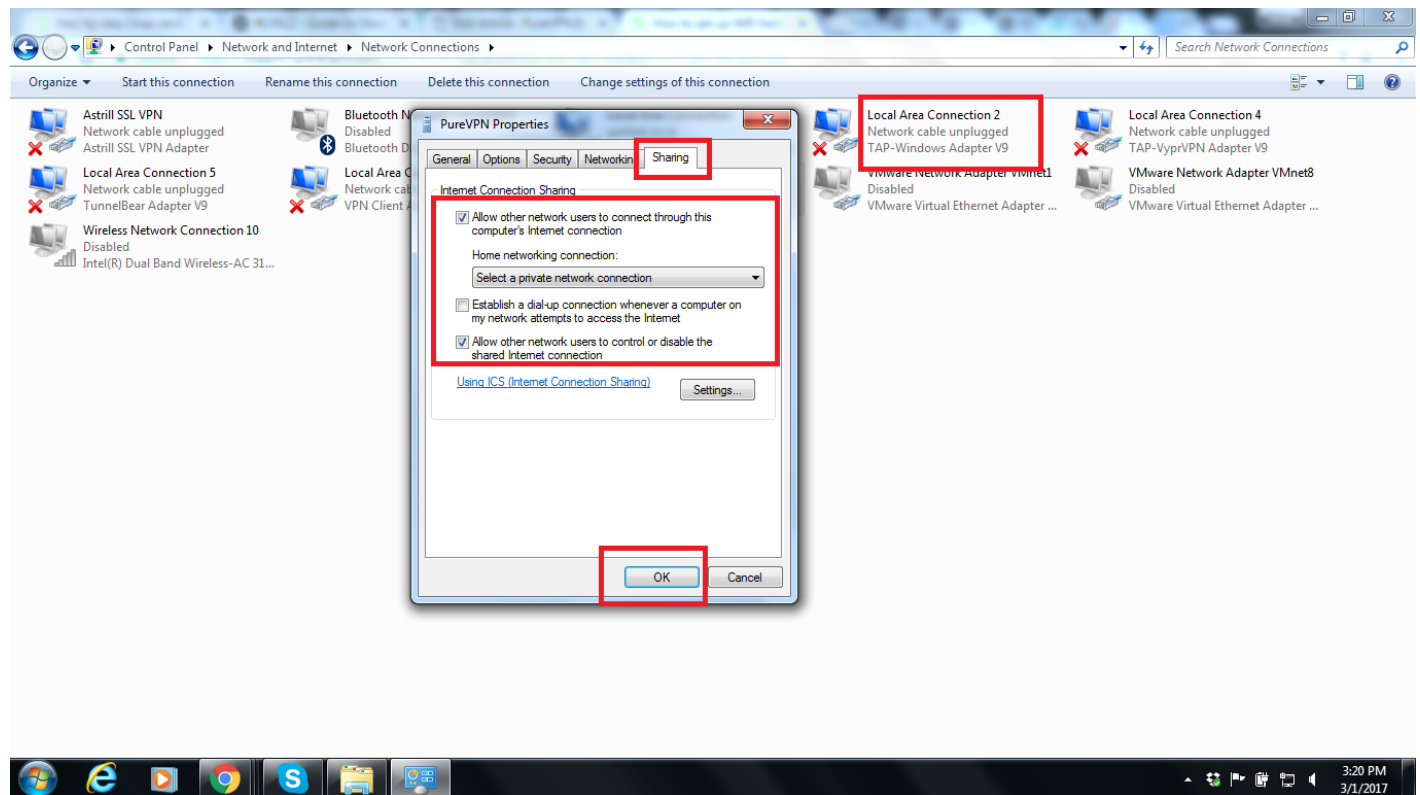 Control Panel ▸ Network and Internet ▸ Network Connections ▸
Search Network Connections
Organize
Start this connection
Rename this connection
Delete this connection
Change settings of this connection
Astrill SSL VPN
Network cable unplugged
Astrill SSL VPN Adapter
Bluetooth N
Disabled
Bluetooth D
Local Area Connection 2
Network cable unplugged
TAP-Windows Adapter V9
Local Area Connection 4
Network cable unplugged
TAP-VyprVPN Adapter V9
Local Area Connection 5
Network cable unplugged
TunnelBear Adapter V9
Local Area C
Network cab
VPN Client A
VMware Network Adapter VMnet1
Disabled
VMware Virtual Ethernet Adapter ...
VMware Network Adapter VMnet8
Disabled
VMware Virtual Ethernet Adapter ...
Wireless Network Connection 10
Disabled
Intel(R) Dual Band Wireless-AC 31...
PureVPN Properties
General
Options
Security
Networkin
Sharing
Internet Connection Sharing
Allow other network users to connect through this
computer's Internet connection
Home networking connection:
Select a private network connection
Establish a dial-up connection whenever a computer on
my network attempts to access the Internet
Allow other network users to control or disable the
shared Internet connection
Using ICS (Internet Connection Sharing)
Settings...
OK
Cancel
3:20 PM
3/1/2017